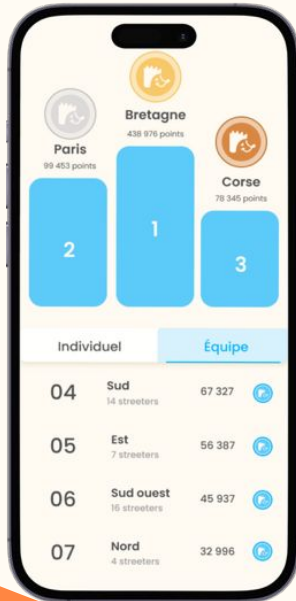 Bretagne
438 976 points
Paris
99 453 points
Corse
78 345 points
1
2
3
Individuel
Équipe
04 Sud 67 327
14 streeters
05 Est 56 387
7 streeters
06 Sud ouest 45 937
16 streeters
07 Nord 32 996
4 streeters